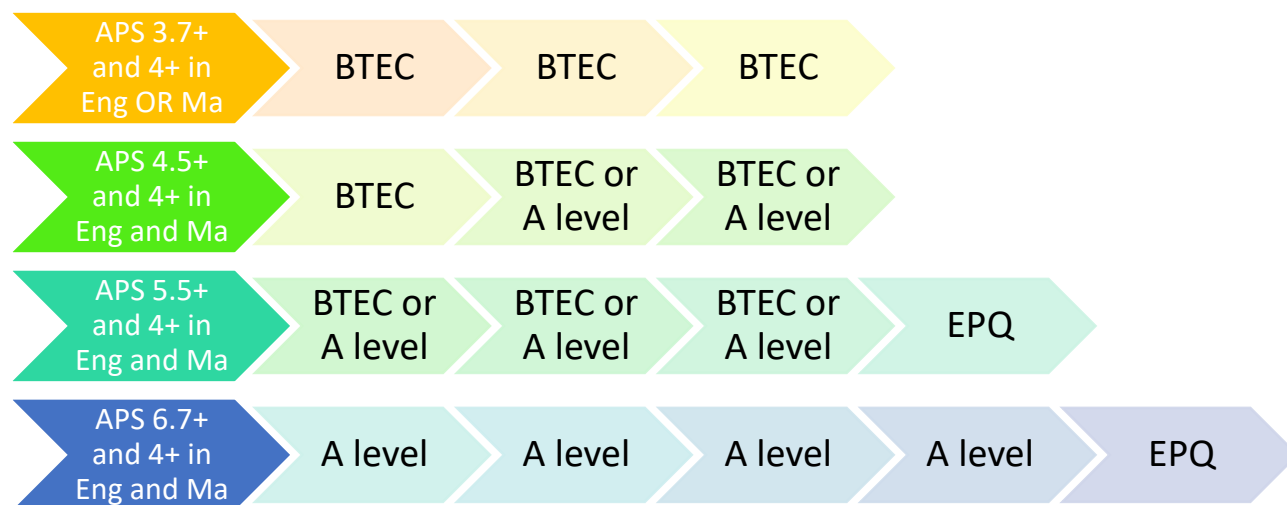 APS 3.7+
and 4+ in
Eng OR Ma
BTEC
BTEC
BTEC
APS 4.5+
and 4+ in
Eng and Ma
BTEC
BTEC or
A level
BTEC or
A level
APS 5.5+
and 4+ in
Eng and Ma
BTEC or
A level
BTEC or
A level
BTEC or
A level
EPQ
APS 6.7+
and 4+ in
Eng and Ma
A level
A level
A level
A level
EPQ